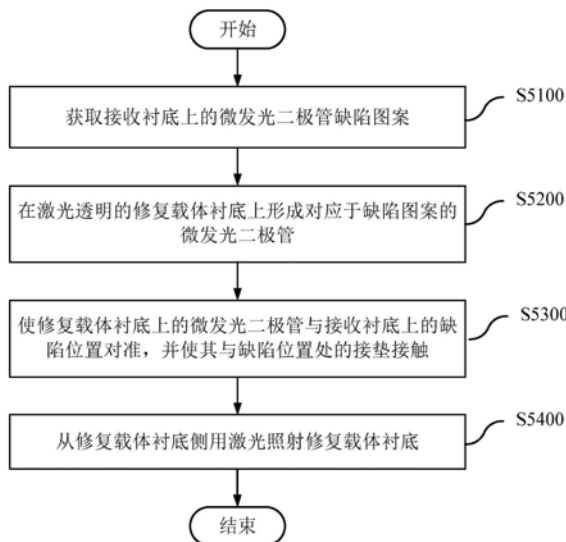 开始
获取接收衬底上的微发光二极管缺陷图案
S5100
在激光透明的修复载体衬底上形成对应于缺陷图案的
微发光二极管
S5200
使修复载体衬底上的微发光二极管与接收衬底上的缺
陷位置对准，并使其与缺陷位置处的接垫接触
S5300
从修复载体衬底侧用激光照射修复载体衬底
S5400
结束